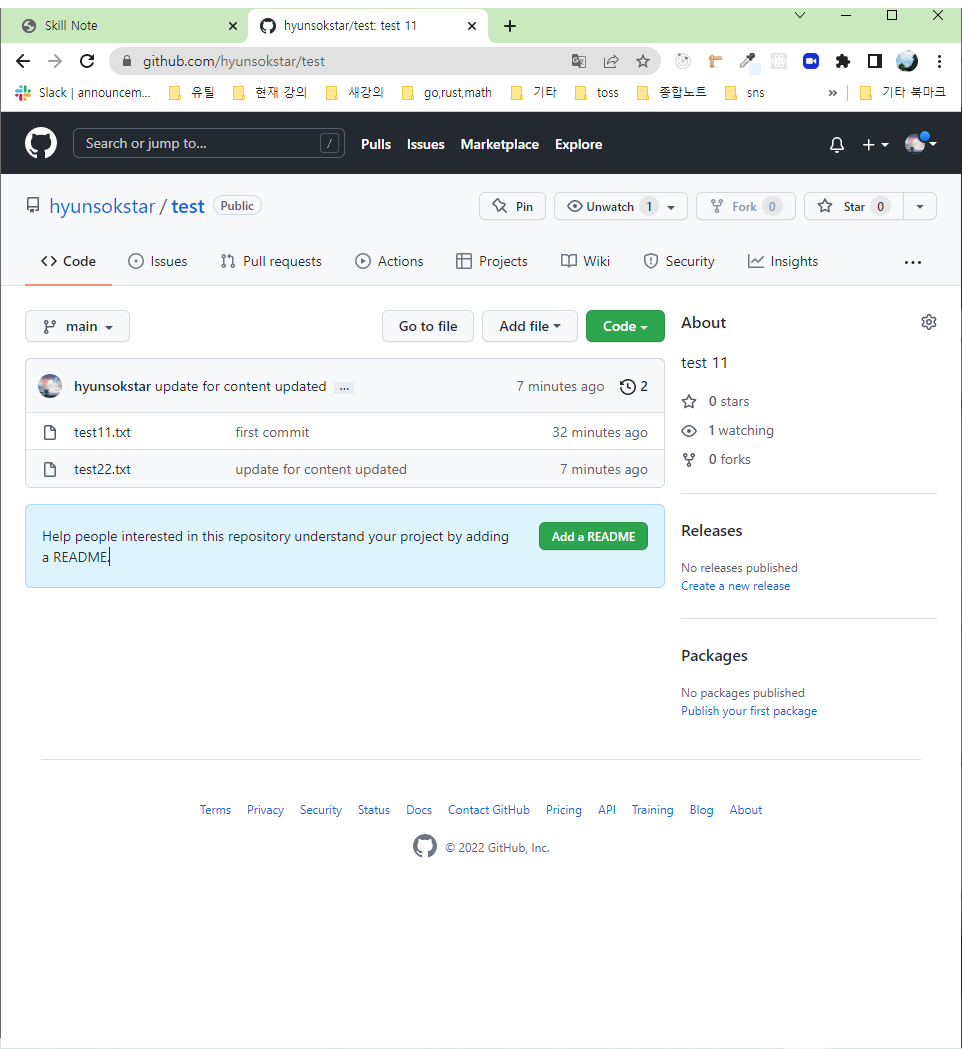 Skill Note
hyunsokstar/test: test 11
github.com/hyunsokstar/test
Slack | announcem... 유틸 현재 강의 새강의 go,rust,math 기타 toss 종합노트 sns » 기타 북마크
Search or jump to... / Pulls Issues Marketplace Explore
hyunsokstar / test Public Pin Unwatch 1 Fork 0 Star 0
Code Issues Pull requests Actions Projects Wiki Security Insights ...
main Go to file Add file Code
hyunsokstar update for content updated ... 7 minutes ago 2
test11.txt first commit 32 minutes ago
test22.txt update for content updated 7 minutes ago
Help people interested in this repository understand your project by adding
a README.
Add a README
About
test 11
0 stars
1 watching
0 forks
Releases
No releases published
Create a new release
Packages
No packages published
Publish your first package
Terms Privacy Security Status Docs Contact GitHub Pricing API Training Blog About
© 2022 GitHub, Inc.